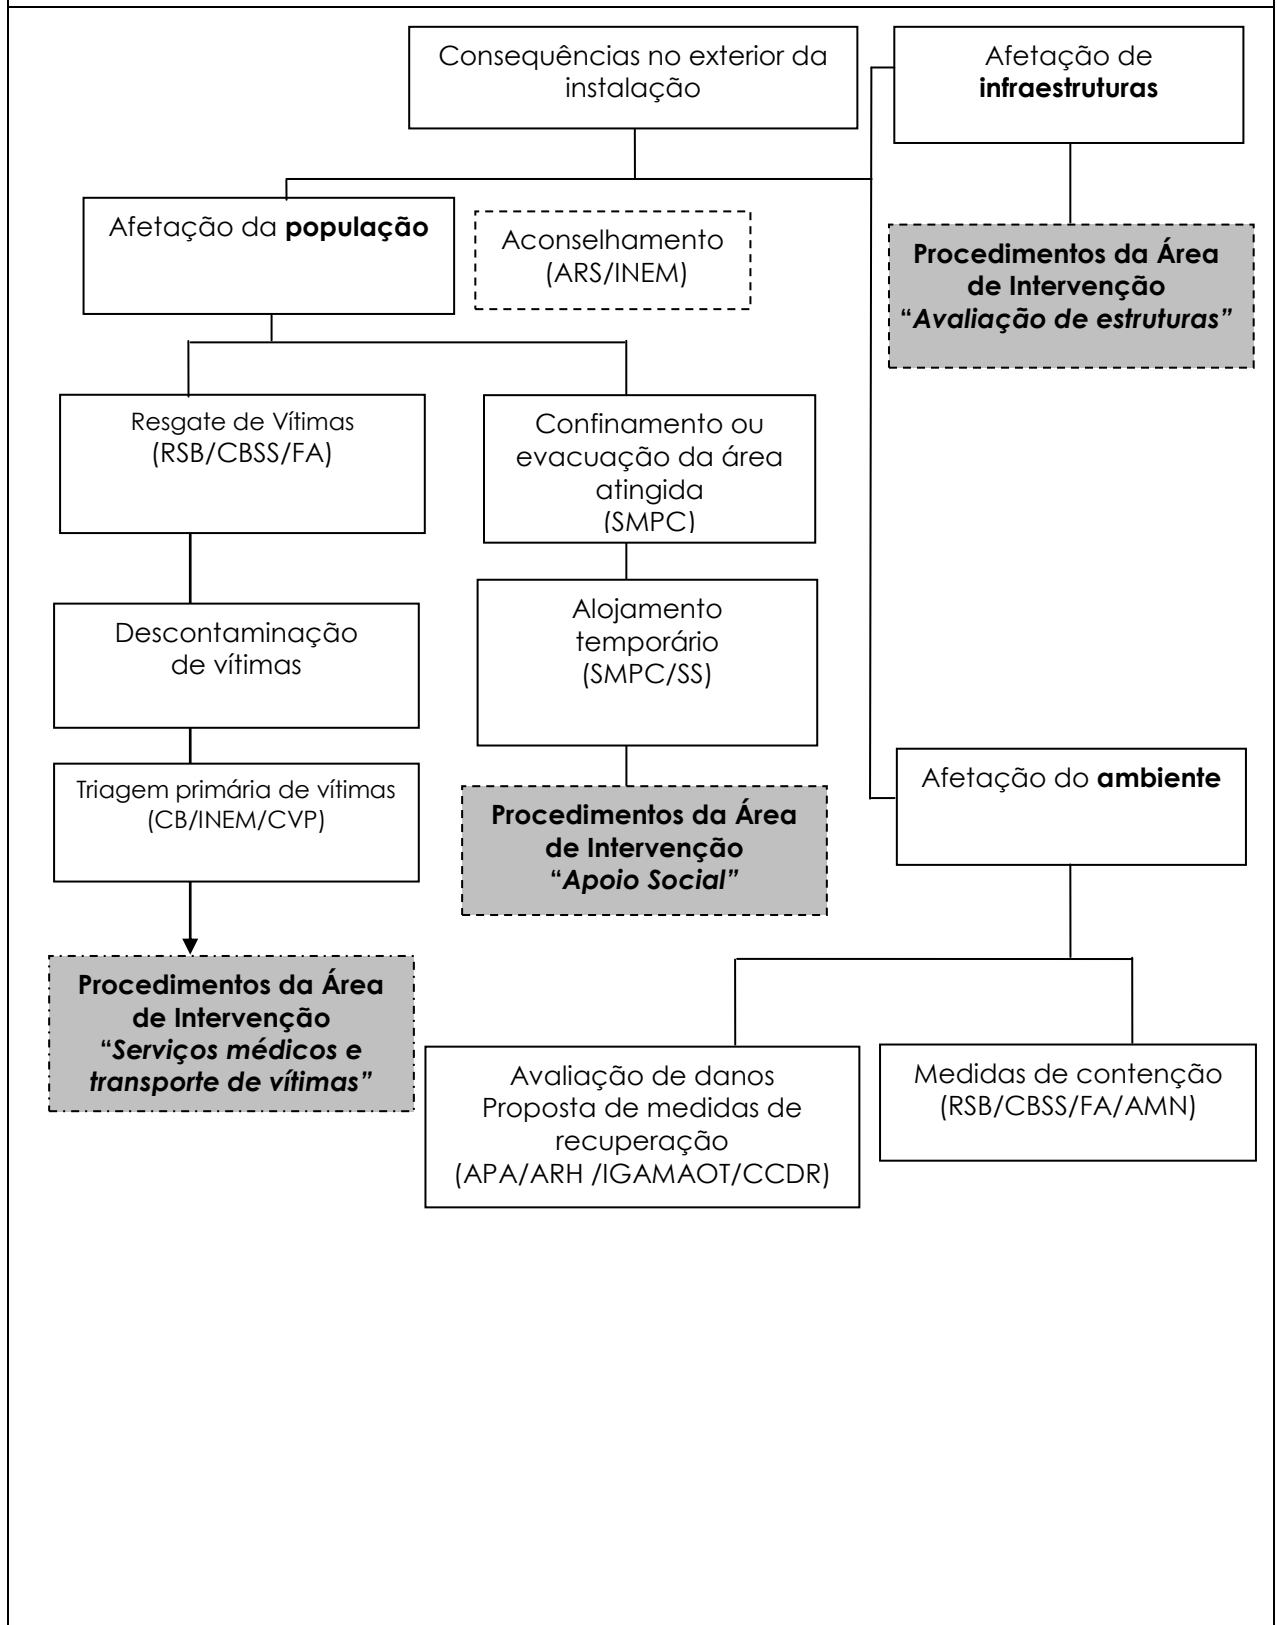 Consequências no exterior da
instalação
Afetação de
infraestruturas
Afetação da população
Aconselhamento
(ARS/INEM)
Procedimentos da Área
de Intervenção
“Avaliação de estruturas”
Resgate de Vítimas
(RSB/CBSS/FA)
Confinamento ou
evacuação da área
atingida
(SMPC)
Descontaminação
de vítimas
Alojamento
temporário
(SMPC/SS)
Triagem primária de vítimas
(CB/INEM/CVP)
Procedimentos da Área
de Intervenção
“Apoio Social”
Afetação do ambiente
Procedimentos da Área
de Intervenção
“Serviços médicos e
transporte de vítimas”
Avaliação de danos
Proposta de medidas de
recuperação
(APA/ARH /IGAMAOT/CCDR)
Medidas de contenção
(RSB/CBSS/FA/AMN)